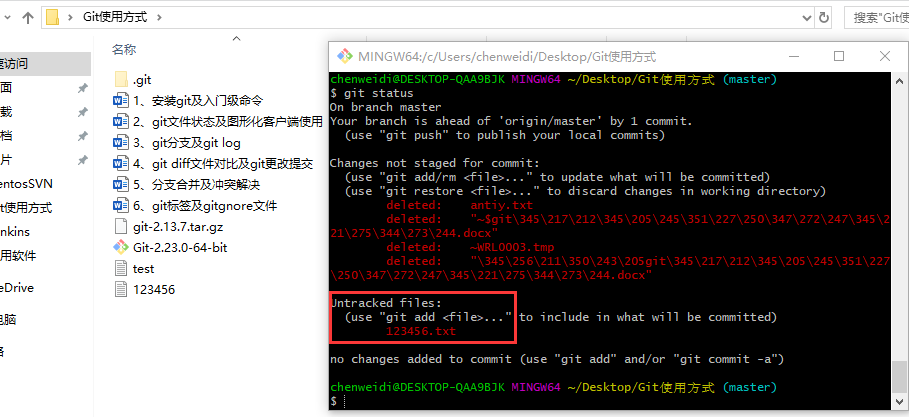 Git使用方式
搜索"Git使
名称
速访问
.git
1、安装git及入门级命令
2、git文件状态及图形化客户端使用
3、git分支及git log
4、git diff文件对比及git更改提交
5、分支合并及冲突解决
6、git标签及gitgnore文件
git-2.13.7.tar.gz
Git-2.23.0-64-bit
test
123456
面
载
档
片
entosSVN
it使用方式
nkins
用软件
eDrive
电脑
络
MINGW64:/c/Users/chenweidi/Desktop/Git使用方式
chenweidi@DESKTOP-QAA9BJK MINGW64 ~/Desktop/Git使用方式 (master)
$ git status
On branch master
Your branch is ahead of 'origin/master' by 1 commit.
(use "git push" to publish your local commits)
Changes not staged for commit:
(use "git add/rm <file>..." to update what will be committed)
(use "git restore <file>..." to discard changes in working directory)
deleted: antiy.txt
deleted: "~$git\345\217\212\345\205\245\351\227\250\347\272\247\345\2
21\275\344\273\244.docx"
deleted: ~WRL0003.tmp
deleted: "\345\256\211\350\243\205git\345\217\212\345\205\245\351\227
\250\347\272\247\345\221\275\344\273\244.docx"
Untracked files:
(use "git add <file>..." to include in what will be committed)
123456.txt
no changes added to commit (use "git add" and/or "git commit -a")
chenweidi@DESKTOP-QAA9BJK MINGW64 ~/Desktop/Git使用方式 (master)
$